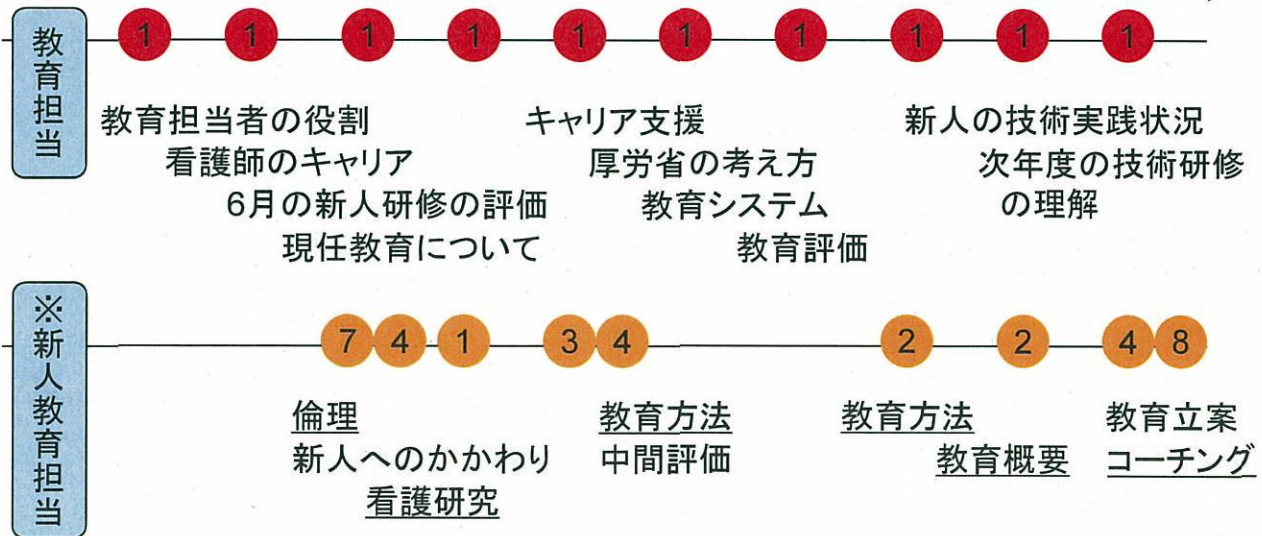 教育担当
1 1 1 1 1 1 1 1 1 1
教育担当者の役割
看護師のキャリア
6月の新人研修の評価
現任教育について
キャリア支援
厚労省の考え方
教育システム
教育評価
新人の技術実践状況
次年度の技術研修
の理解
※新人教育担当
7 4 1 3 4 2 2 4 8
倫理
新人へのかかわり
看護研究
教育方法
中間評価
教育方法
教育概要
教育立案
コーチング